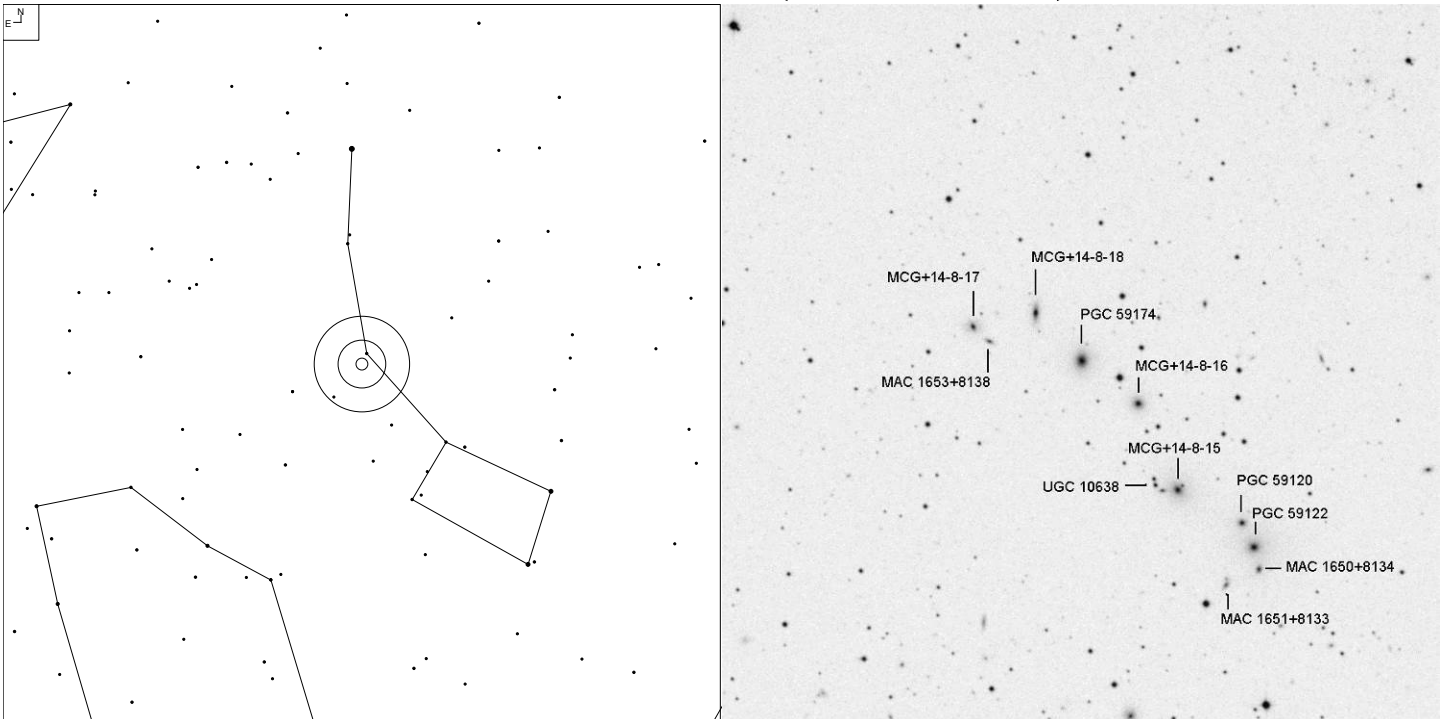 N
E
MCG+14-8-18
MCG+14-8-17
PGC 59174
MCG+14-8-16
MAC 1653+8138
MCG+14-8-15
UGC 10638
PGC 59120
PGC 59122
MAC 1650+8134
MAC 1651+8133